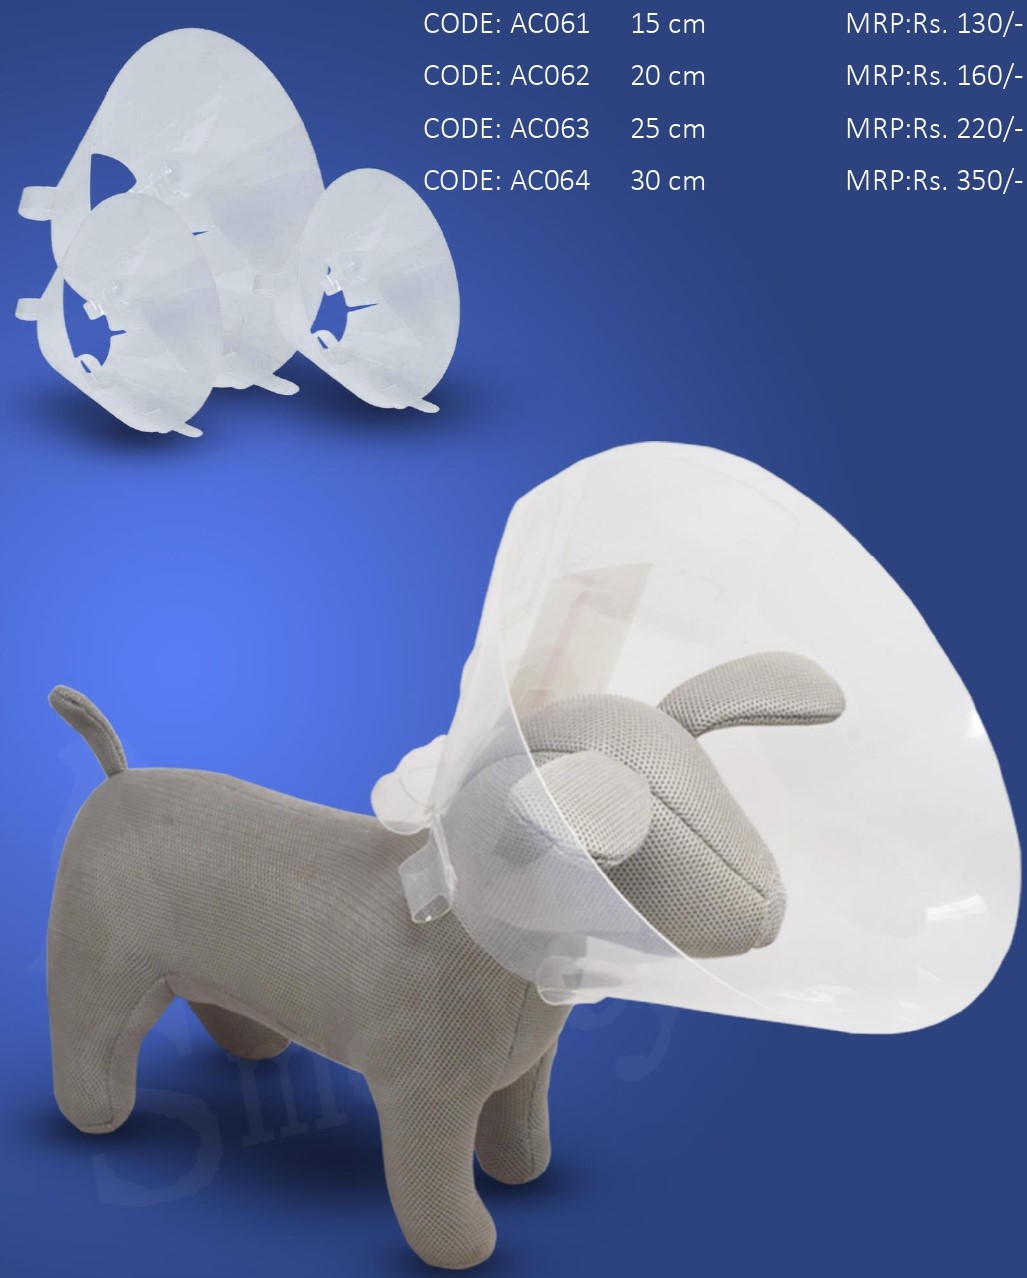 CODE: AC061 15 cm MRP:Rs. 130/-
CODE: AC062 20 cm MRP:Rs. 160/-
CODE: AC063 25 cm MRP:Rs. 220/-
CODE: AC064 30 cm MRP:Rs. 350/-